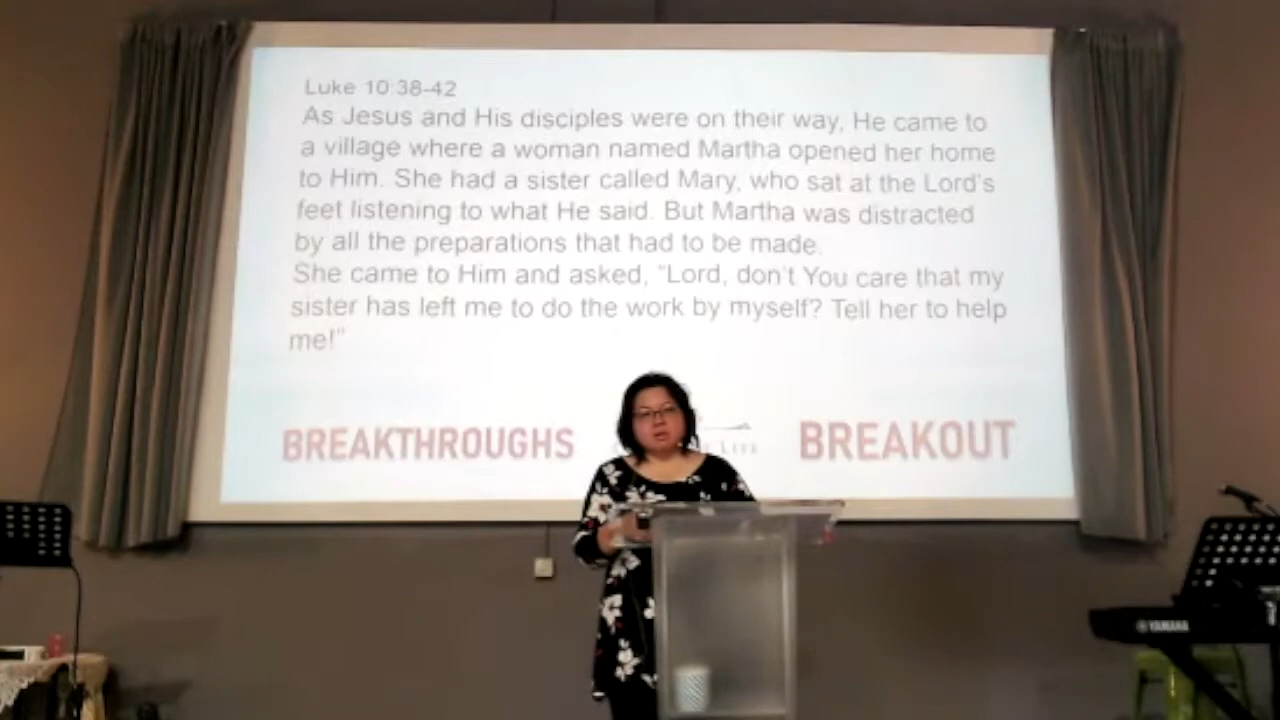 Luke 10:38-42
As Jesus and His disciples were on their way, He came to
a village where a woman named Martha opened her home
to Him. She had a sister called Mary, who sat at the Lord's
feet listening to what He said. But Martha was distracted
by all the preparations that had to be made.
She came to Him and asked, "Lord, don't You care that my
sister has left me to do the work by myself? Tell her to help
me!"
BREAKTHROUGHS
LIFE
BREAKOUT
YAMAHA